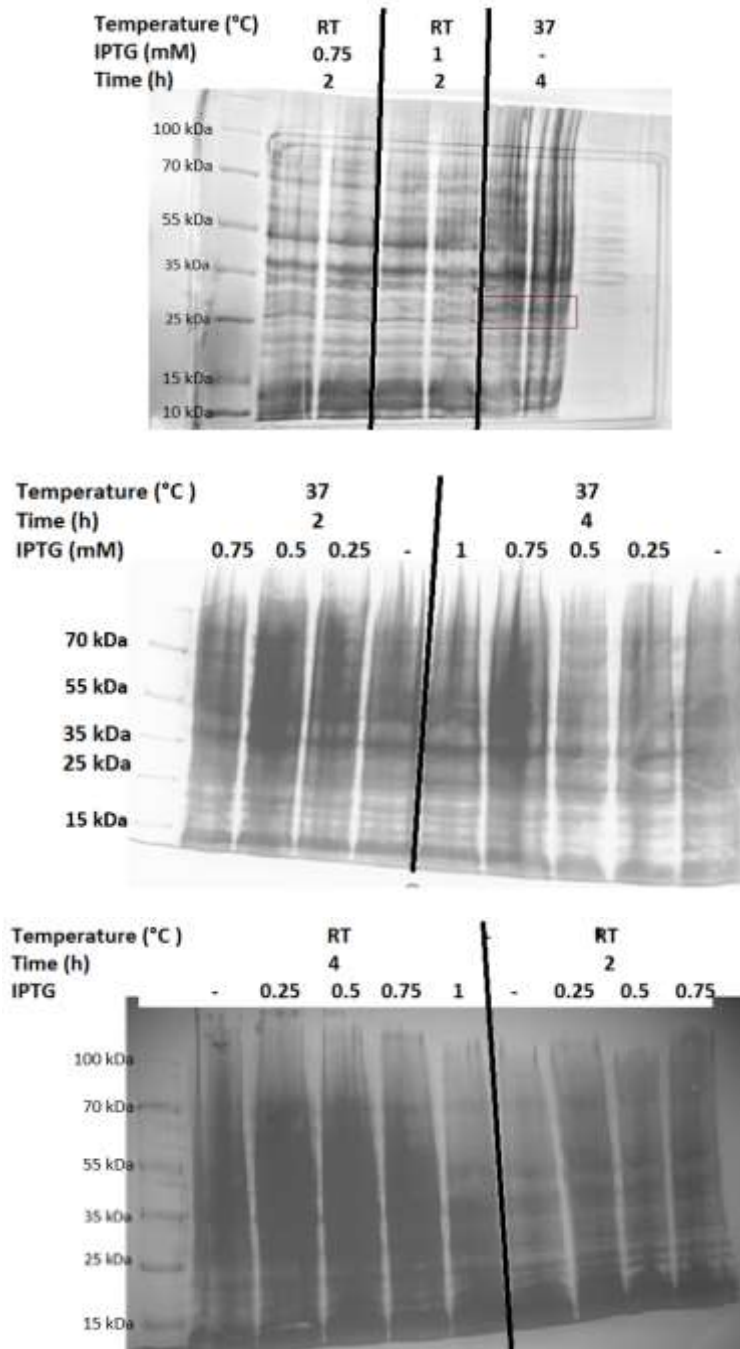 Temperature (°C) RT RT 37
IPTG (mM) 0.75 1 -
Time (h) 2 2 4
100 kDa
70 kDa
55 kDa
35 kDa
25 kDa
15 kDa
10 kDa
Temperature (°C ) 37 37
Time (h) 2 4
IPTG (mM) 0.75 0.5 0.25 - 1 0.75 0.5 0.25 -
70 kDa
55 kDa
35 kDa
25 kDa
15 kDa
Temperature (°C ) RT RT
Time (h) 4 2
IPTG - 0.25 0.5 0.75 1 - 0.25 0.5 0.75
100 kDa
70 kDa
55 kDa
35 kDa
25 kDa
15 kDa